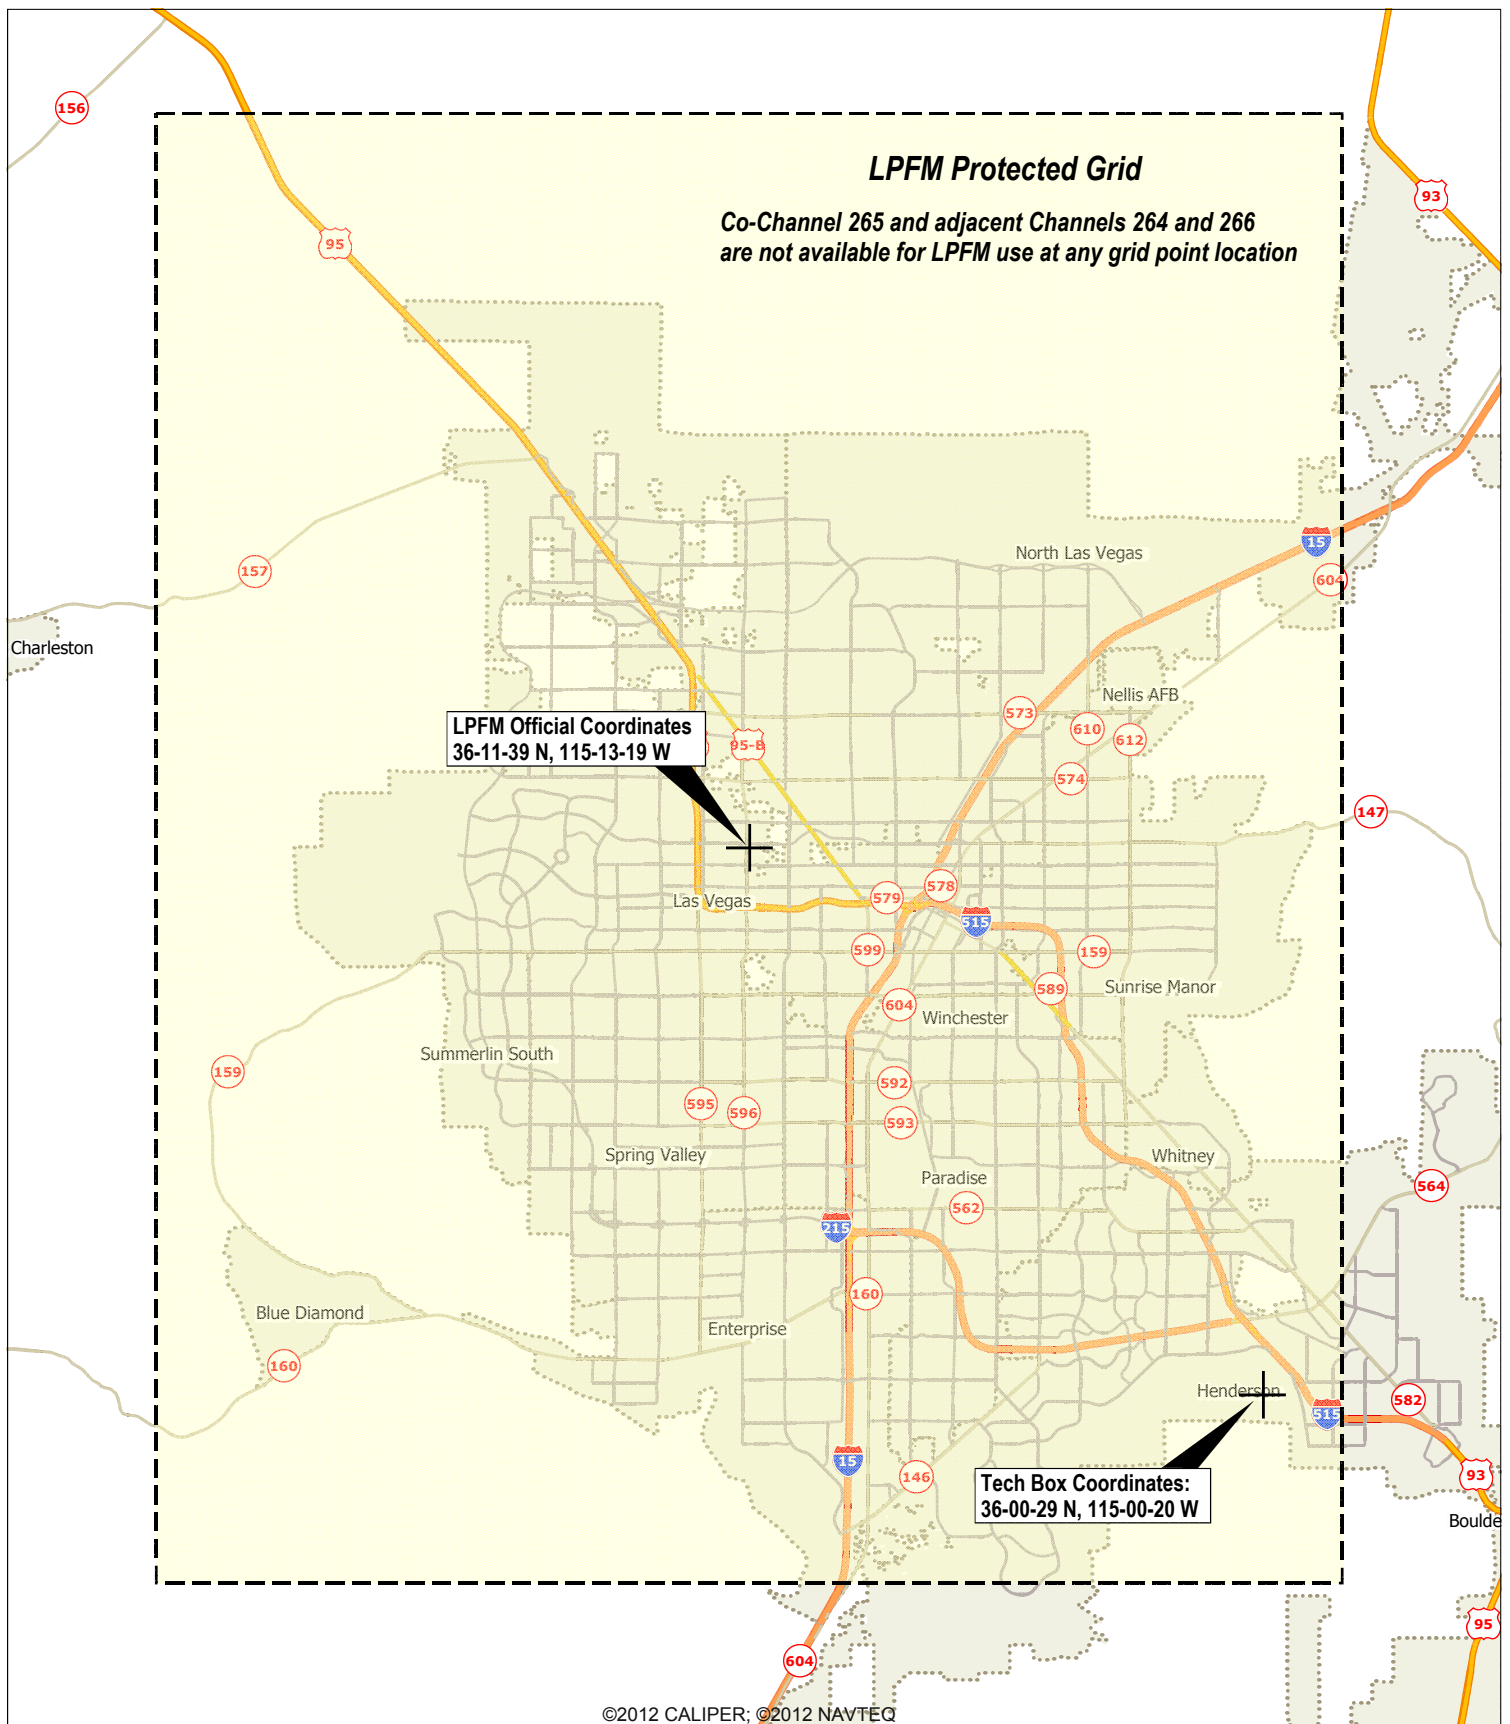 156
93
LPFM Protected Grid
Co-Channel 265 and adjacent Channels 264 and 266
are not available for LPFM use at any grid point location
95
15
North Las Vegas
157
604
Charleston
Nellis AFB
573
LPFM Official Coordinates
36-11-39 N, 115-13-19 W
95-B
610
612
574
147
578
579
Las Vegas
515
599
159
589
Sunrise Manor
604
Winchester
Summerlin South
159
592
595
596
593
Spring Valley
Whitney
Paradise
564
562
215
160
Blue Diamond
Enterprise
160
Henderson
582
515
15
146
93
Tech Box Coordinates:
36-00-29 N, 115-00-20 W
Boulde
95
604
©2012 CALIPER; ©2012 NAVTEQ